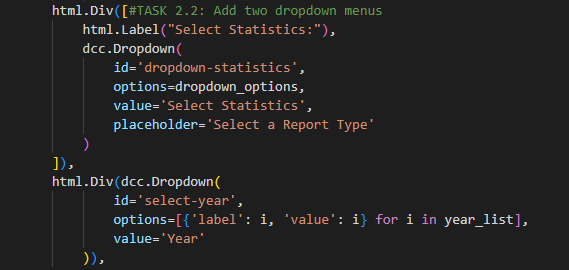 html.Div([#TASK 2.2: Add two dropdown menus
html.Label("Select Statistics:"),
dcc.Dropdown(
id='dropdown-statistics',
options=dropdown_options,
value='Select Statistics',
placeholder='Select a Report Type'
)
]),
html.Div(dcc.Dropdown(
id='select-year',
options=[{'label': i, 'value': i} for i in year_list],
value='Year'
)),